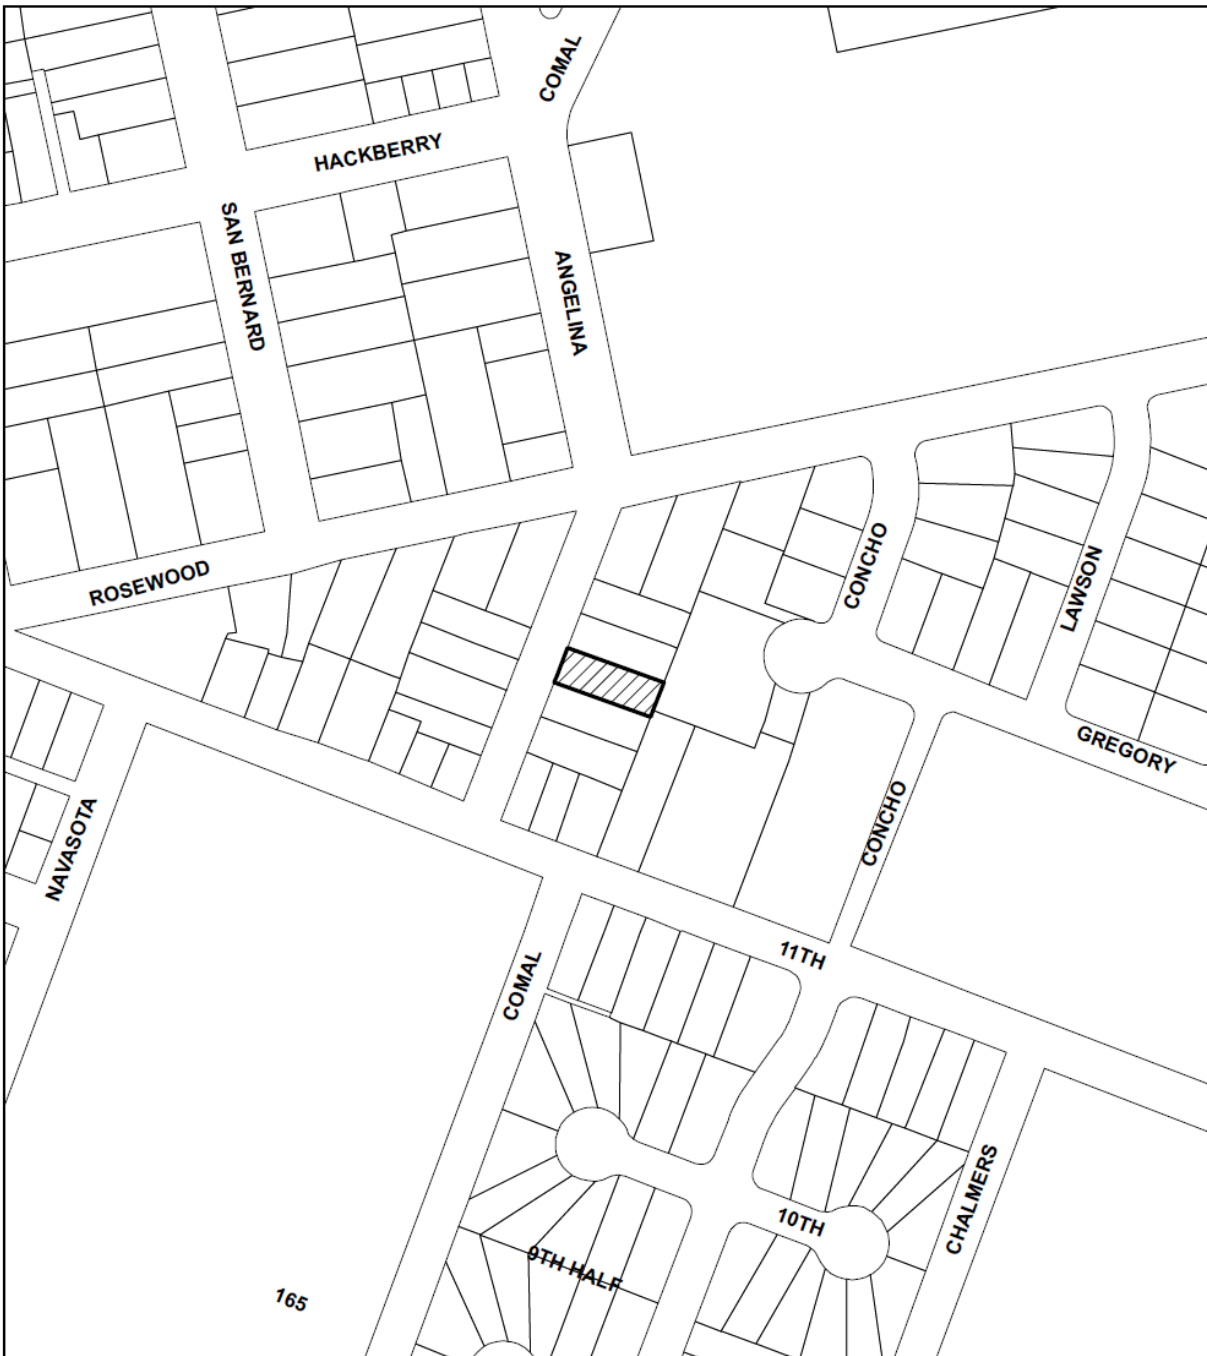 COMAL
HACKBERRY
SAN BERNARD
ANGELINA
CONCHO
LAWSON
ROSEWOOD
GREGORY
NAVASOTA
CONCHO
11TH
COMAL
CHALMERS
10TH
9TH HALF
165